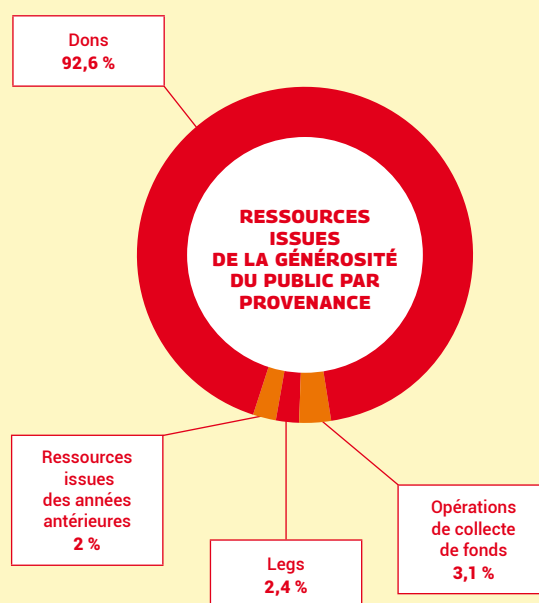 Dons
92,6 %
RESSOURCES
ISSUES
DE LA GÉNÉROSITÉ
DU PUBLIC PAR
PROVENANCE
Ressources
issues
des années
antérieures
2 %
Legs
2,4 %
Opérations
de collecte
de fonds
3,1 %